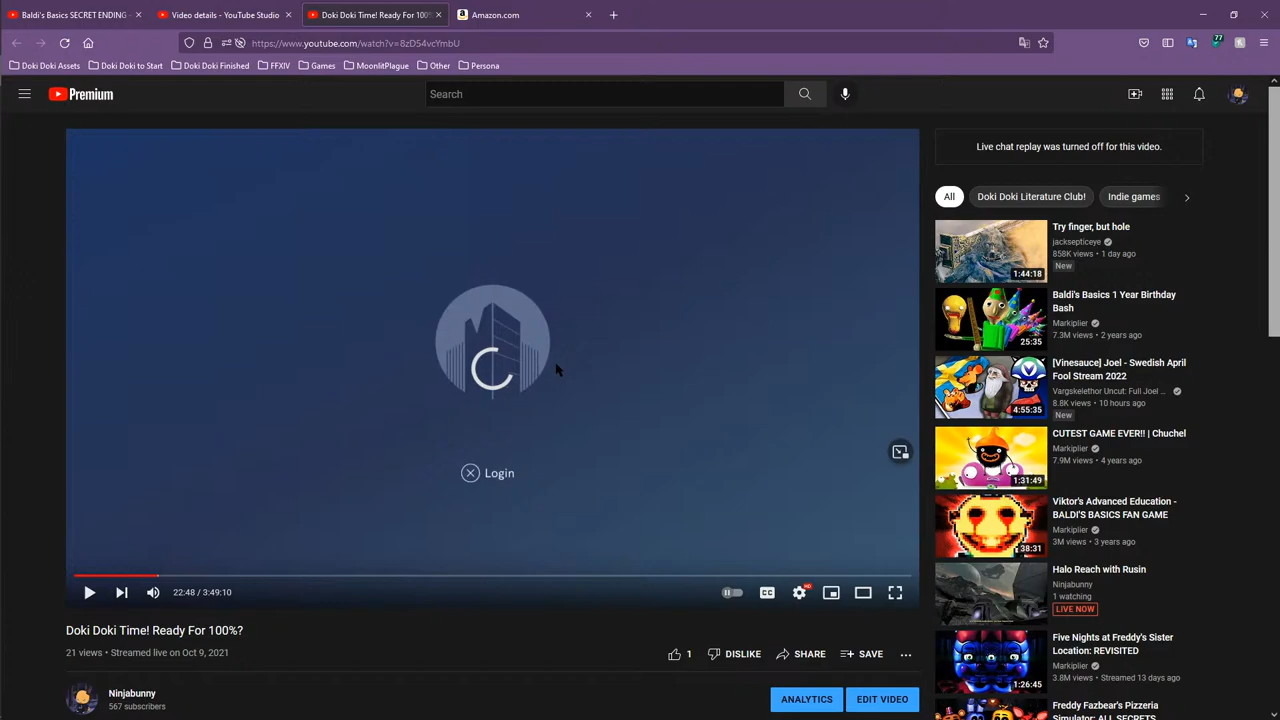 Baldi's Basics SECRET ENDING -
Video details - YouTube Studio
Doki Doki Time! Ready For 100%
Amazon.com
https://www.youtube.com/watch?v=8zD54vcYmbU
77
Doki Doki Assets
Doki Doki to Start
Doki Doki Finished
FFXIV
Games
MoonlitPlague
Other
Persona
Premium
Search
Live chat replay was turned off for this video.
All
Doki Doki Literature Club!
Indie games
Try finger, but hole
jacksepticeye
858K views • 1 day ago
New
1:44:18
Baldi's Basics 1 Year Birthday
Bash
Markiplier
7.3M views • 2 years ago
25:35
[Vinesauce] Joel - Swedish April
Fool Stream 2022
Vargskelethor Uncut: Full Joel ...
8.8K views • 10 hours ago
New
4:55:35
CUTEST GAME EVER!! | Chuchel
Markiplier
7.9M views • 4 years ago
1:31:49
Viktor's Advanced Education -
BALDI'S BASICS FAN GAME
Markiplier
3M views • 3 years ago
38:31
Halo Reach with Rusin
Ninjabunny
1 watching
LIVE NOW
Five Nights at Freddy's Sister
Location: REVISITED
Markiplier
3.8M views • Streamed 13 days ago
1:26:45
Freddy Fazbear's Pizzeria
Simulator: ALL SECRETS
Login
22:48 / 3:49:10
CC
HD
Doki Doki Time! Ready For 100%?
21 views • Streamed live on Oct 9, 2021
1
DISLIKE
SHARE
SAVE
Ninjabunny
567 subscribers
ANALYTICS
EDIT VIDEO